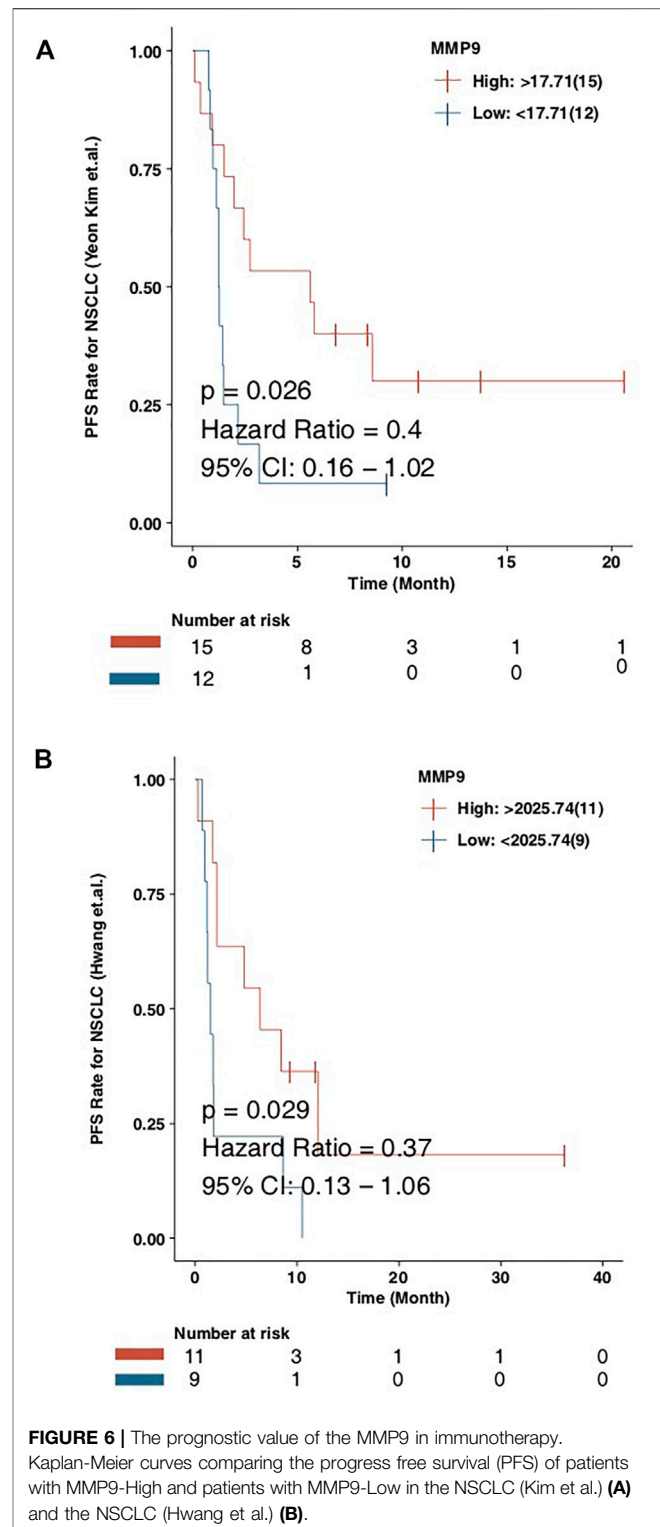 A
MMP9
High: >17.71(15)
Low: <17.71(12)
PFS Rate for NSCLC (Yeon Kim et.al.)
1.00
0.75
0.50
0.25
0.00
p = 0.026
Hazard Ratio = 0.4
95% CI: 0.16 – 1.02
0 5 10 15 20
Time (Month)
Number at risk
15 8 3 1 1
12 1 0 0 0
B
MMP9
High: >2025.74(11)
Low: <2025.74(9)
PFS Rate for NSCLC (Hwang et.al.)
1.00
0.75
0.50
0.25
0.00
p = 0.029
Hazard Ratio = 0.37
95% CI: 0.13 – 1.06
0 10 20 30 40
Time (Month)
Number at risk
11 3 1 1 0
9 1 0 0 0
FIGURE 6 | The prognostic value of the MMP9 in immunotherapy.
Kaplan-Meier curves comparing the progress free survival (PFS) of patients
with MMP9-High and patients with MMP9-Low in the NSCLC (Kim et al.) (A)
and the NSCLC (Hwang et al.) (B).